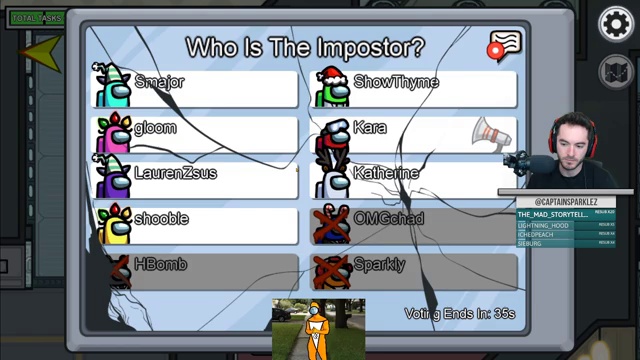 TOTAL TASKS
Who Is The Impostor?
Smajor
ShowThyme
gloom
Kara
LaurenZsus
Katherine
shooble
OMGchad
HBomb
Sparkly
Voting Ends In: 35s
@CAPTAINSPARKLEZ
THE_MAD_STORYTELL...
LIGHTNING_HOOD
ICHEDPEACH
SIEBURG